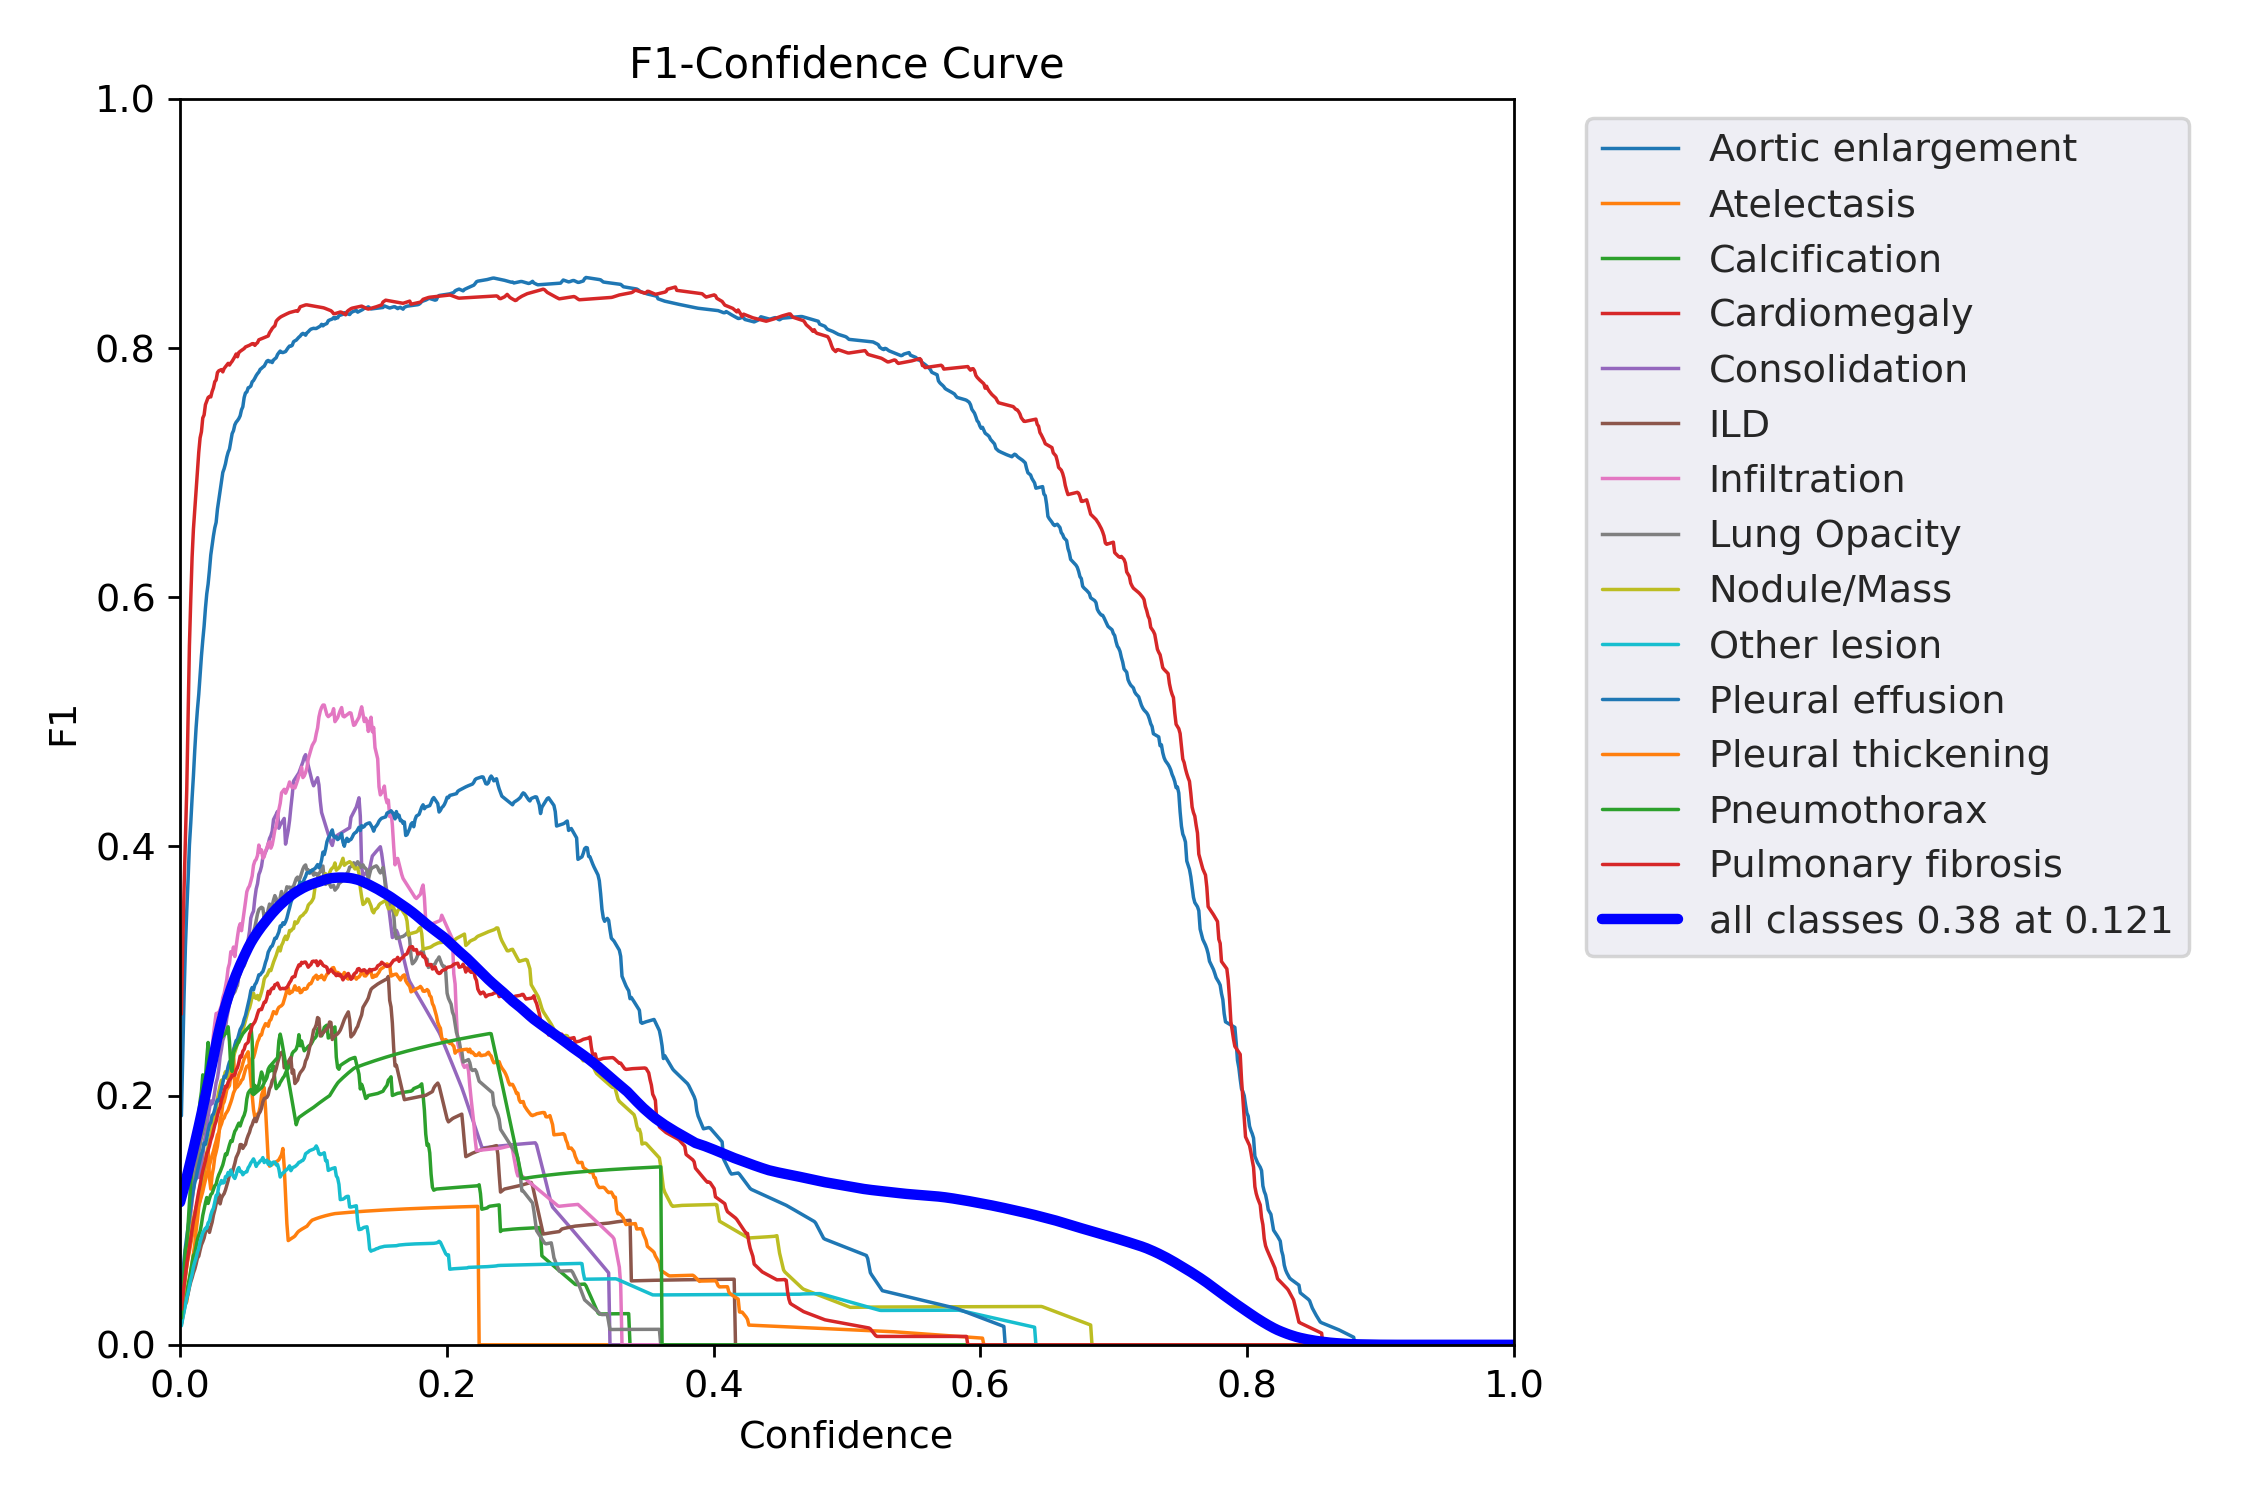 F1-Confidence Curve
1.0
0.8
0.6
0.4
0.2
0.0
F1
0.0 0.2 0.4 0.6 0.8 1.0
Confidence
Aortic enlargement
Atelectasis
Calcification
Cardiomegaly
Consolidation
ILD
Infiltration
Lung Opacity
Nodule/Mass
Other lesion
Pleural effusion
Pleural thickening
Pneumothorax
Pulmonary fibrosis
all classes 0.38 at 0.121